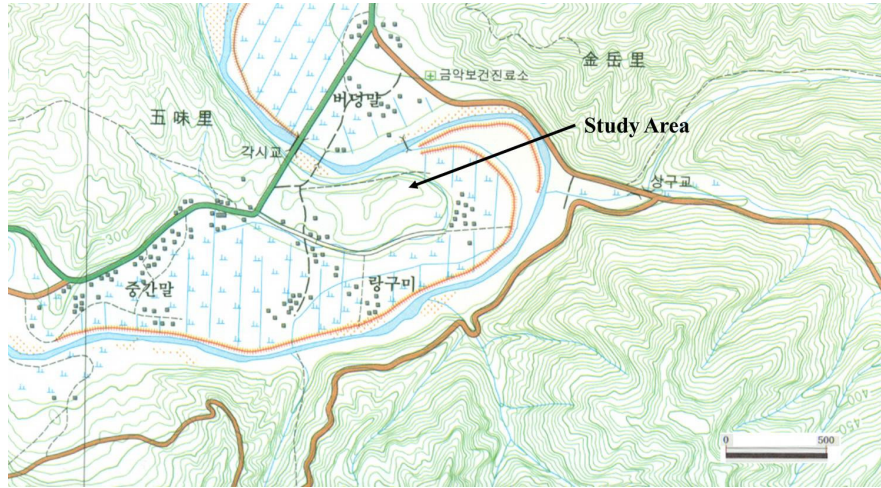 금악보건진료소
金岳里
버덩말
五味里
Study Area
각시교
상구교
300
중간말
랑구미
400
450
0 500